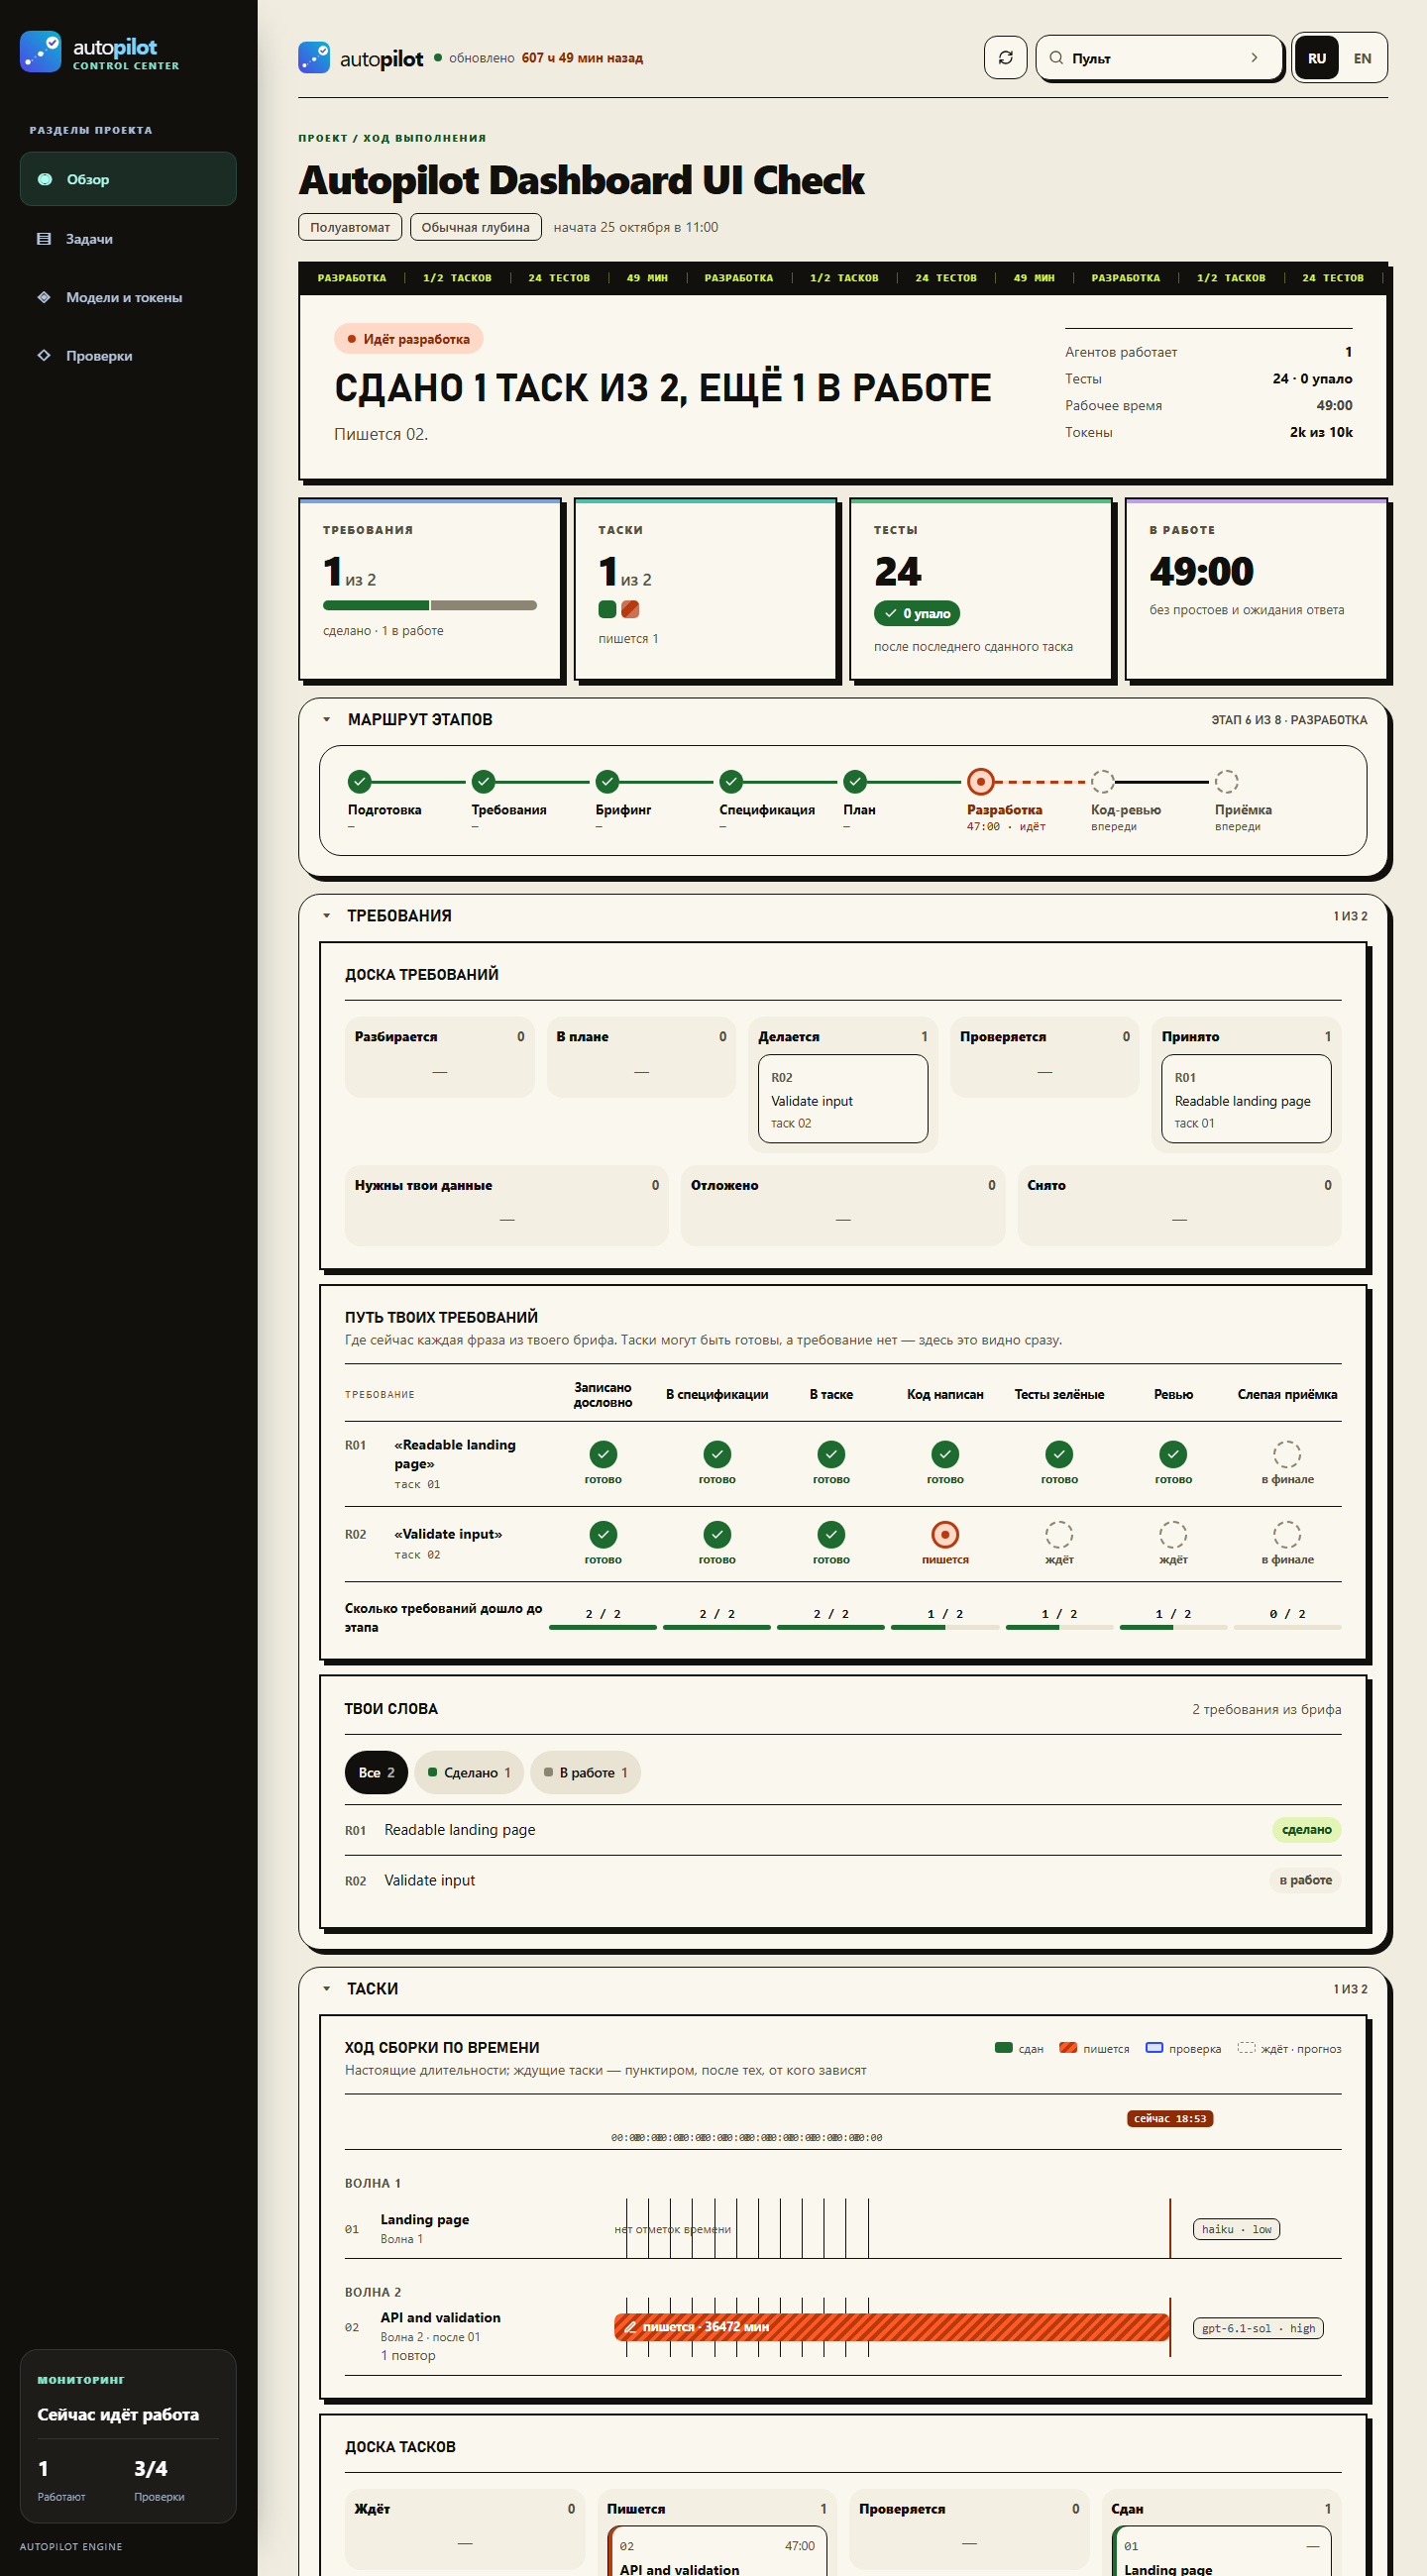 autopilot
CONTROL CENTER
РАЗДЕЛЫ ПРОЕКТА
Обзор
Задачи
Модели и токены
Проверки
МОНИТОРИНГ
Сейчас идёт работа
1 3/4
Работают Проверки
AUTOPILOT ENGINE
autopilot обновлено 607 ч 49 мин назад
Пульт
RU EN
ПРОЕКТ / ХОД ВЫПОЛНЕНИЯ
Autopilot Dashboard UI Check
Полуавтомат Обычная глубина начата 25 октября в 11:00
РАЗРАБОТКА 1/2 ТАСКОВ 24 ТЕСТОВ 49 МИН РАЗРАБОТКА 1/2 ТАСКОВ 24 ТЕСТОВ 49 МИН РАЗРАБОТКА 1/2 ТАСКОВ 24 ТЕСТОВ
Идёт разработка
СДАНО 1 ТАСК ИЗ 2, ЕЩЁ 1 В РАБОТЕ
Пишется 02.
Агентов работает 1
Тесты 24 · 0 упало
Рабочее время 49:00
Токены 2k из 10k
ТРЕБОВАНИЯ
1 из 2
сделано · 1 в работе
ТАСКИ
1 из 2
пишется 1
ТЕСТЫ
24
0 упало
после последнего сданного таска
В РАБОТЕ
49:00
без простоев и ожидания ответа
МАРШРУТ ЭТАПОВ ЭТАП 6 ИЗ 8 · РАЗРАБОТКА
Подготовка Требования Брифинг Спецификация План Разработка Код-ревью Приёмка
– – – – – 47:00 · идёт впереди впереди
ТРЕБОВАНИЯ 1 ИЗ 2
ДОСКА ТРЕБОВАНИЙ
Разбирается 0 В плане 0 Делается 1 Проверяется 0 Принято 1
— — —
R02 R01
Validate input Readable landing page
таск 02 таск 01
Нужны твои данные 0 Отложено 0 Снято 0
— — —
ПУТЬ ТВОИХ ТРЕБОВАНИЙ
Где сейчас каждая фраза из твоего брифа. Таски могут быть готовы, а требование нет — здесь это видно сразу.
ТРЕБОВАНИЕ Записано дословно В спецификации В таске Код написан Тесты зелёные Ревью Слепая приёмка
R01 «Readable landing page»
таск 01
готово готово готово готово готово готово в финале
R02 «Validate input»
таск 02
готово готово готово пишется ждёт ждёт в финале
Сколько требований дошло до этапа
2 / 2 2 / 2 2 / 2 1 / 2 1 / 2 1 / 2 0 / 2
ТВОИ СЛОВА 2 требования из брифа
Все 2 Сделано 1 В работе 1
R01 Readable landing page сделано
R02 Validate input в работе
ТАСКИ 1 ИЗ 2
ХОД СБОРКИ ПО ВРЕМЕНИ сдан пишется проверка ждёт · прогноз
Настоящие длительности; ждущие таски — пунктиром, после тех, от кого зависят
сейчас 18:53
ВОЛНА 1
01 Landing page
Волна 1
нет отметок времени
haiku · low
ВОЛНА 2
02 API and validation
Волна 2 · после 01
1 повтор
пишется · 36472 мин
gpt-6.1-sol · high
ДОСКА ТАСКОВ
Ждёт 0 Пишется 1 Проверяется 0 Сдан 1
— 02 47:00 — 01 —
API and validation Landing page